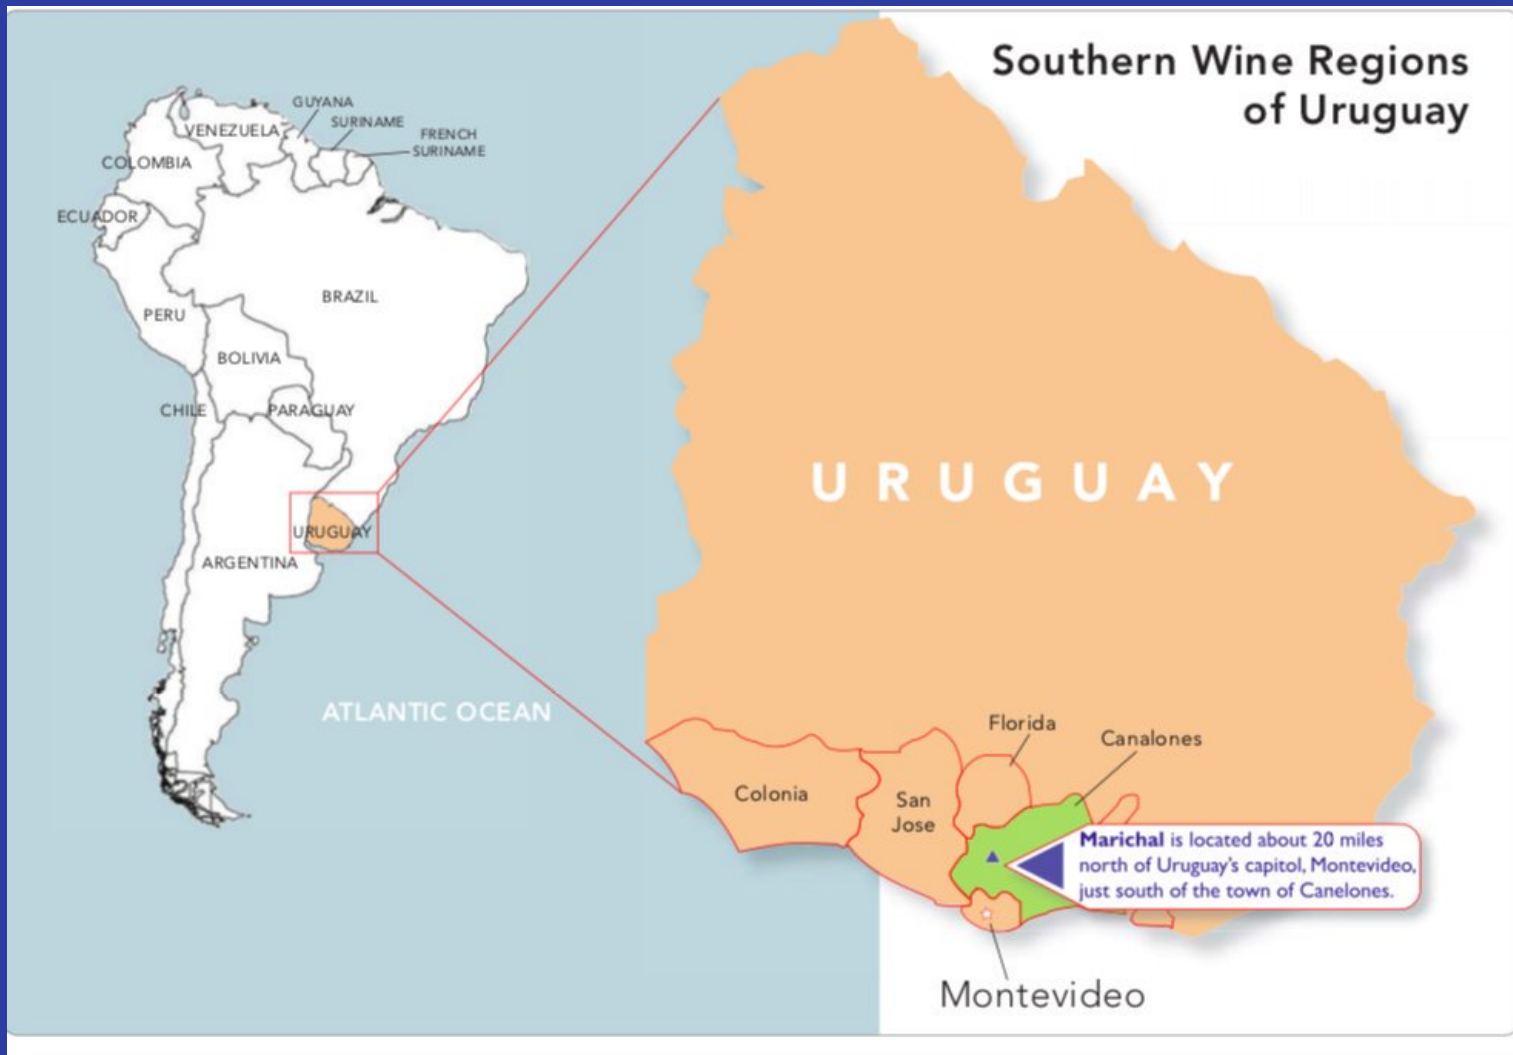 Southern Wine Regions
of Uruguay
GUYANA
SURINAME
FRENCH
SURINAME
VENEZUELA
COLOMBIA
ECUADOR
BRAZIL
PERU
BOLIVIA
CHILE
PARAGUAY
URUGUAY
ARGENTINA
ATLANTIC OCEAN
URUGUAY
Florida
Canalones
Colonia
San
Jose
Marichal is located about 20 miles
north of Uruguay's capitol, Montevideo,
just south of the town of Canelones.
Montevideo